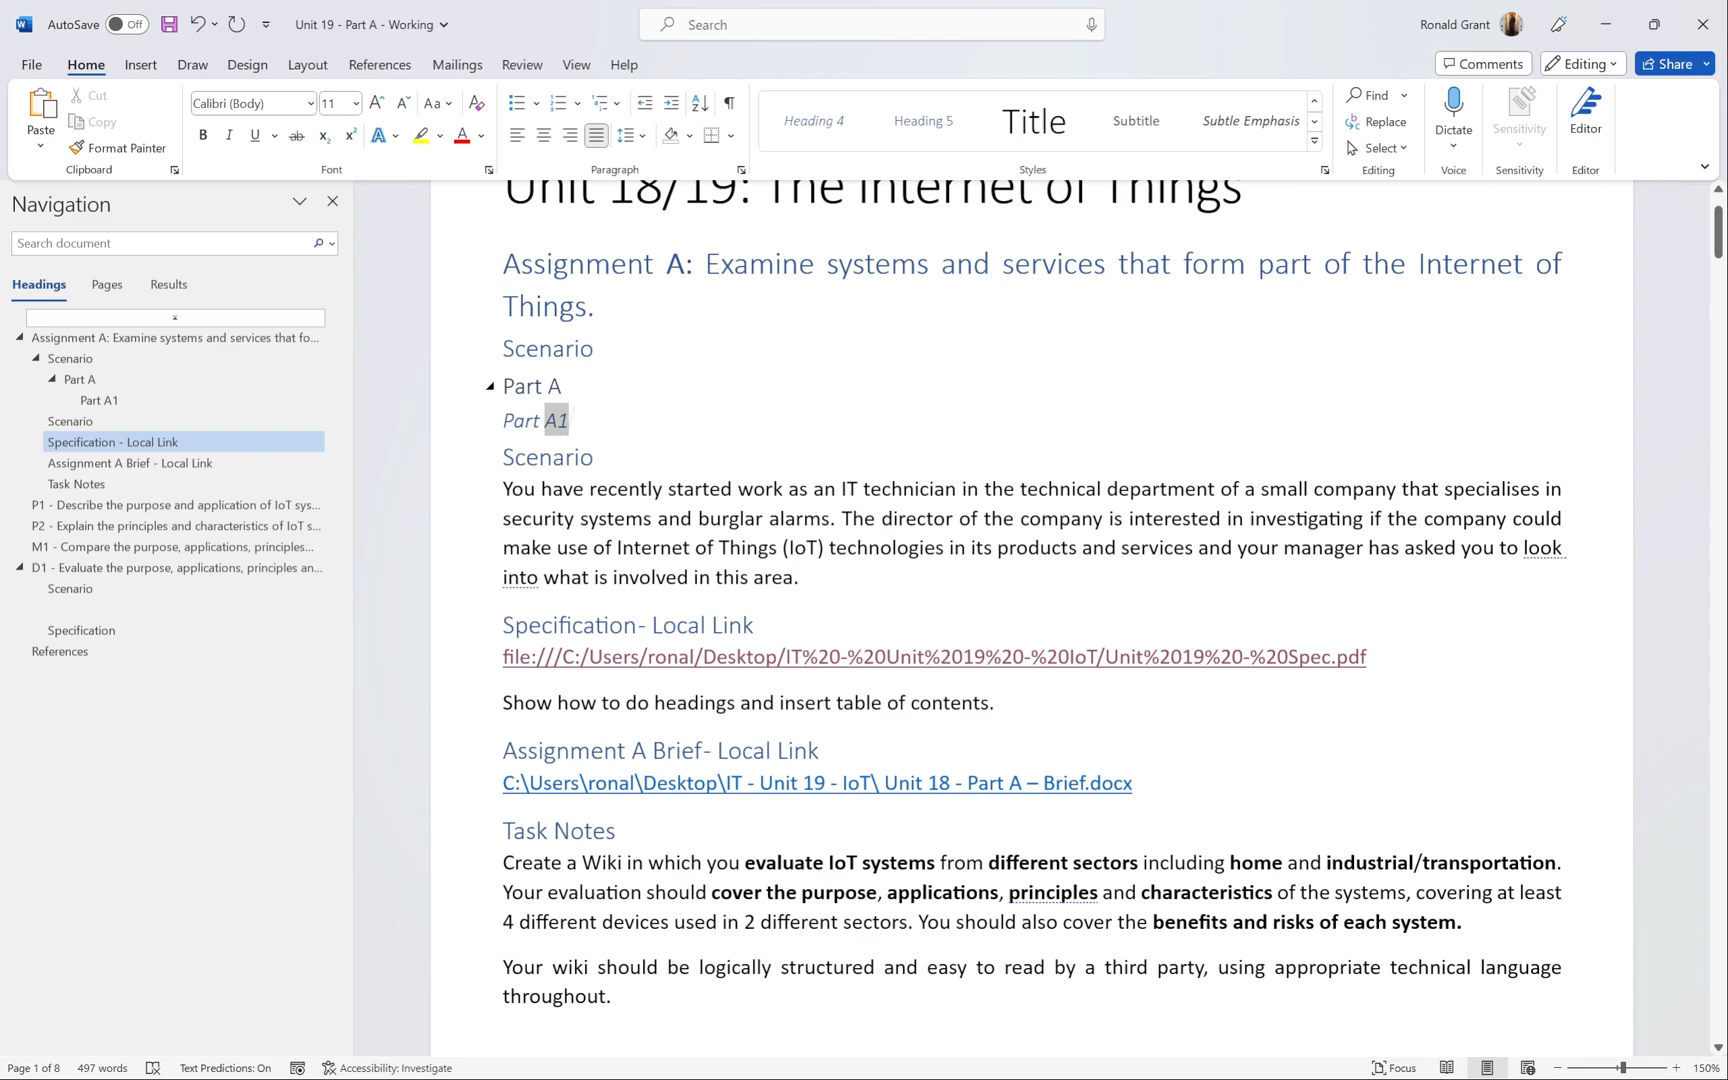 AutoSave Off Unit 19 - Part A - Working Search Ronald Grant
File Home Insert Draw Design Layout References Mailings Review View Help Comments Editing Share
Paste Cut Copy Format Painter Clipboard
Calibri (Body) 11 Aa
B I U ab x₂ x² A A
Font
Paragraph
Heading 4 Heading 5 Title Subtitle Subtle Emphasis
Styles
Find Replace Select Editing
Dictate Voice
Sensitivity Sensitivity
Editor Editor
Navigation
Search document
Headings Pages Results
Assignment A: Examine systems and services that fo...
Scenario
Part A
Part A1
Scenario
Specification - Local Link
Assignment A Brief - Local Link
Task Notes
P1 - Describe the purpose and application of IoT sys...
P2 - Explain the principles and characteristics of IoT s...
M1 - Compare the purpose, applications, principles...
D1 - Evaluate the purpose, applications, principles an...
Scenario
Specification
References
Unit 18/19: The Internet of Things
Assignment A: Examine systems and services that form part of the Internet of
Things.
Scenario
Part A
Part A1
Scenario
You have recently started work as an IT technician in the technical department of a small company that specialises in
security systems and burglar alarms. The director of the company is interested in investigating if the company could
make use of Internet of Things (IoT) technologies in its products and services and your manager has asked you to look
into what is involved in this area.
Specification- Local Link
file:///C:/Users/ronal/Desktop/IT%20-%20Unit%2019%20-%20IoT/Unit%2019%20-%20Spec.pdf
Show how to do headings and insert table of contents.
Assignment A Brief- Local Link
C:\Users\ronal\Desktop\IT - Unit 19 - IoT\ Unit 18 - Part A – Brief.docx
Task Notes
Create a Wiki in which you evaluate IoT systems from different sectors including home and industrial/transportation.
Your evaluation should cover the purpose, applications, principles and characteristics of the systems, covering at least
4 different devices used in 2 different sectors. You should also cover the benefits and risks of each system.
Your wiki should be logically structured and easy to read by a third party, using appropriate technical language
throughout.
Page 1 of 8 497 words Text Predictions: On Accessibility: Investigate Focus 150%